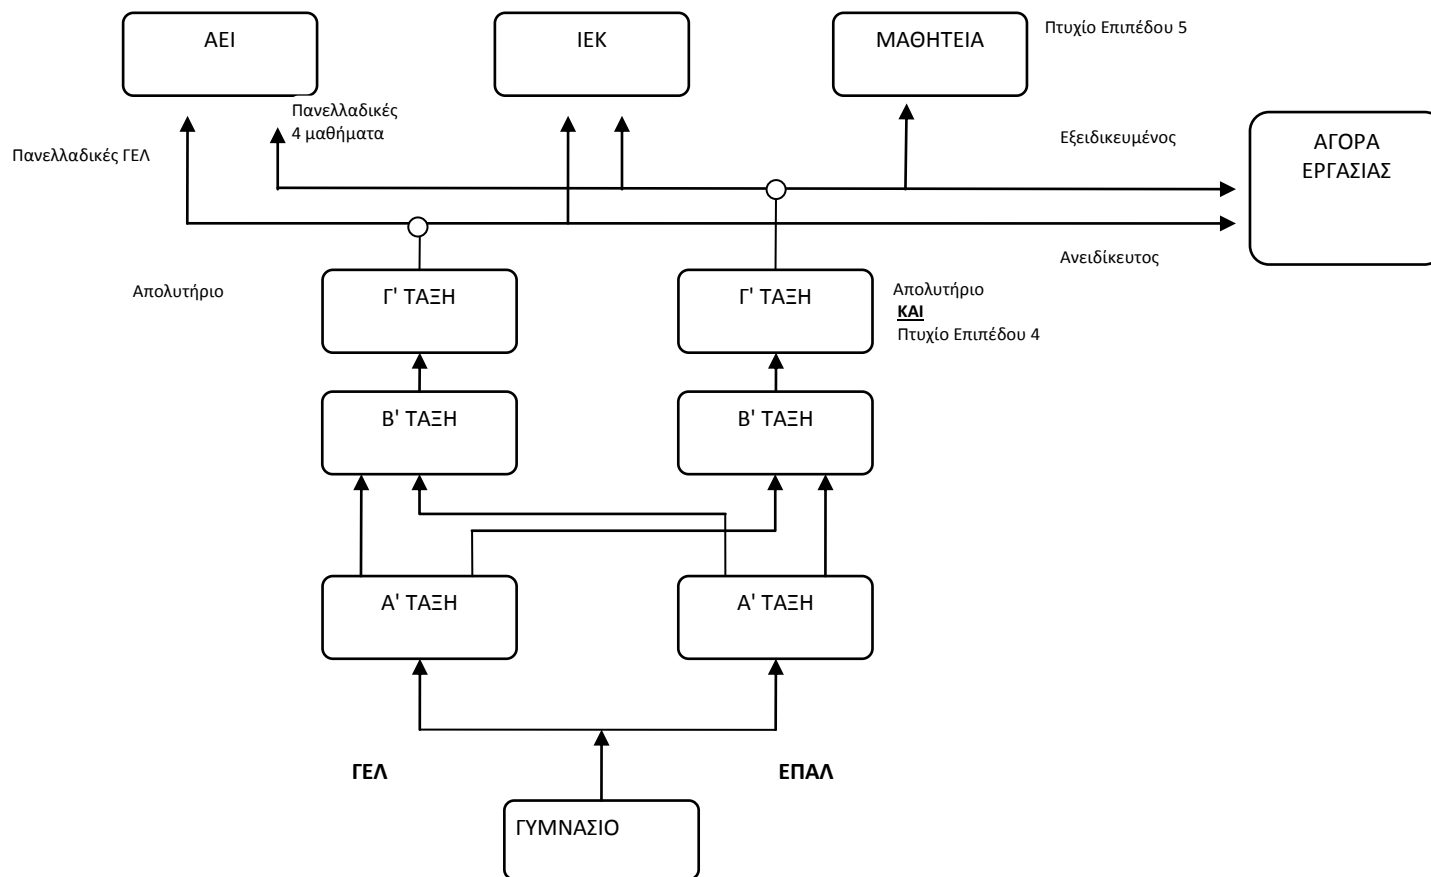 ΑΕΙ
ΙΕΚ
ΜΑΘΗΤΕΙΑ
Πτυχίο Επιπέδου 5
Πανελλαδικές
4 μαθήματα
Πανελλαδικές ΓΕΛ
Εξειδικευμένος
ΑΓΟΡΑ
ΕΡΓΑΣΙΑΣ
Ανειδίκευτος
Απολυτήριο
Γ' ΤΑΞΗ
Γ' ΤΑΞΗ
Απολυτήριο
ΚΑΙ
Πτυχίο Επιπέδου 4
Β' ΤΑΞΗ
Β' ΤΑΞΗ
Α' ΤΑΞΗ
Α' ΤΑΞΗ
ΓΕΛ
ΕΠΑΛ
ΓΥΜΝΑΣΙΟ